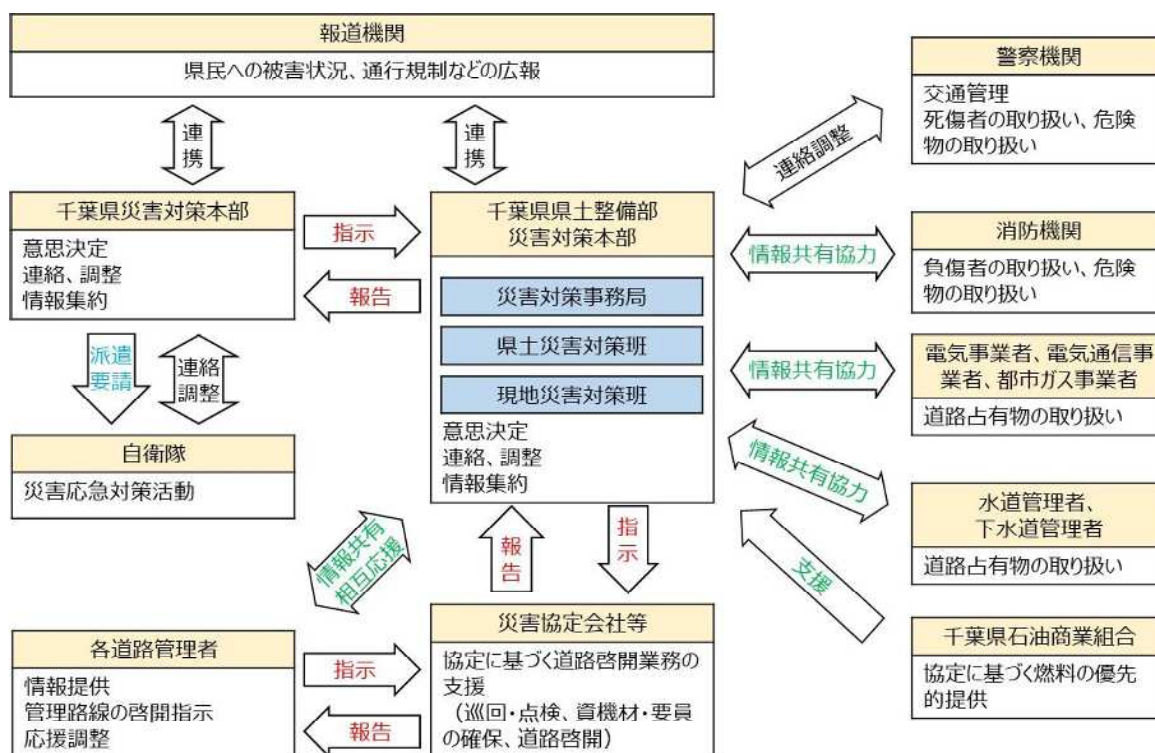 報道機関
県民への被害状況、通行規制などの広報
連携
連携
千葉県災害対策本部
意思決定
連絡、調整
情報集約
指示
報告
千葉県県土整備部
災害対策本部
災害対策事務局
県土災害対策班
現地災害対策班
意思決定
連絡、調整
情報集約
連絡調整
警察機関
交通管理
死傷者の取り扱い、危険
物の取り扱い
情報共有協力
消防機関
負傷者の取り扱い、危険
物の取り扱い
情報共有協力
電気事業者、電気通信事
業者、都市ガス事業者
道路占有物の取り扱い
情報共有協力
水道管理者、
下水道管理者
道路占有物の取り扱い
支援
千葉県石油商業組合
協定に基づく燃料の優先
的提供
派遣
要請
連絡
調整
自衛隊
災害応急対策活動
情報共有
相互応援
報告
指示
各道路管理者
情報提供
管理路線の啓開指示
応援調整
指示
報告
災害協定会社等
協定に基づく道路啓開業務の
支援
（巡回・点検、資機材・要員
の確保、道路啓開）